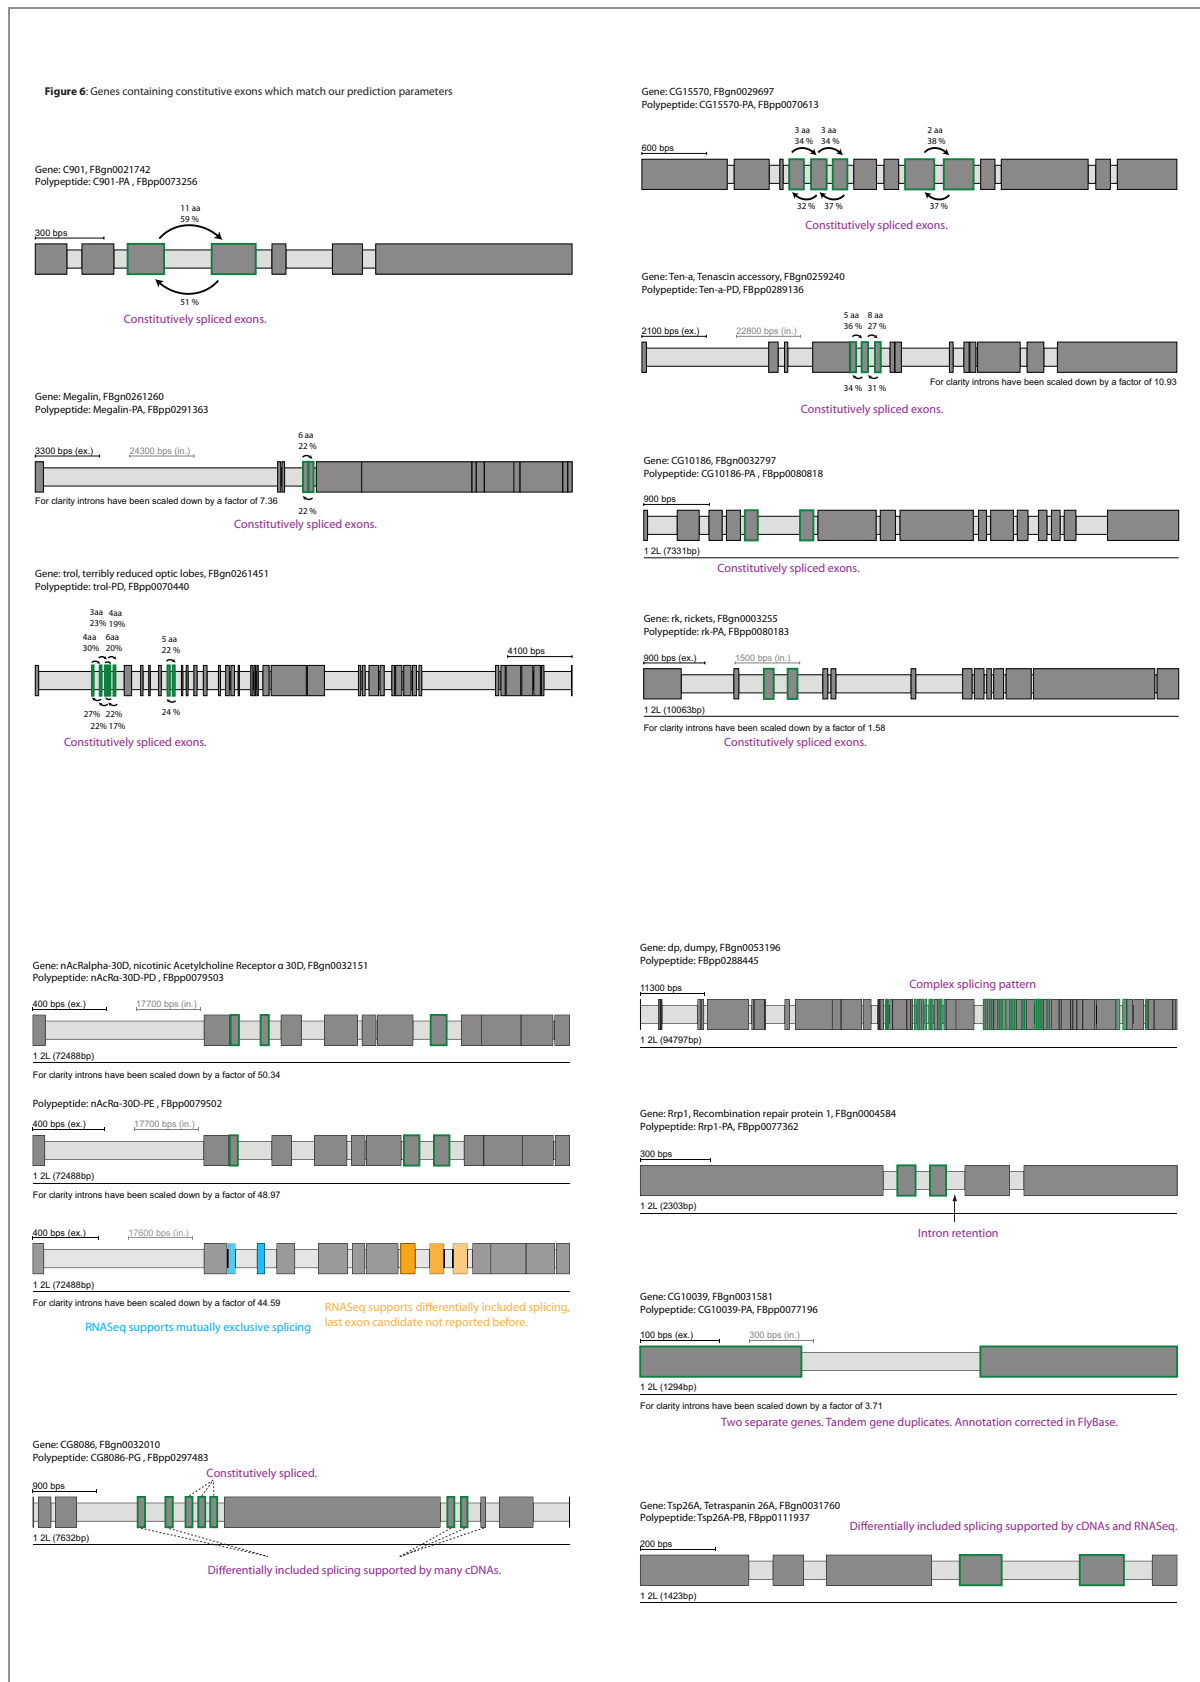 Figure 6: Genes containing constitutive exons which match our prediction parameters
Gene: C901, FBgn0021742
Polypeptide: C901-PA , FBpp0073256
11 aa
59 %
300 bps
51 %
Constitutively spliced exons.
Gene: Megalin, FBgn0261260
Polypeptide: Megalin-PA, FBpp0291363
6 aa
22 %
3300 bps (ex.) 24300 bps (in.)
For clarity introns have been scaled down by a factor of 7.36
22 %
Constitutively spliced exons.
Gene: trol, terribly reduced optic lobes, FBgn0261451
Polypeptide: trol-PD, FBpp0070440
3aa 4aa
23% 19%
4aa 6aa 5 aa
30% 20% 22 %
4100 bps
27% 22% 24 %
22% 17%
Constitutively spliced exons.
Gene: CG15570, FBgn0029697
Polypeptide: CG15570-PA, FBpp0070613
3 aa 3 aa 2 aa
34 % 34 % 38 %
600 bps
32 % 37 % 37 %
Constitutively spliced exons.
Gene: Ten-a, Tenascin accessory, FBgn0259240
Polypeptide: Ten-a-PD, FBpp0289136
5 aa 8 aa
36 % 27 %
2100 bps (ex.) 22800 bps (in.)
34 % 31 %
For clarity introns have been scaled down by a factor of 10.93
Constitutively spliced exons.
Gene: CG10186, FBgn0032797
Polypeptide: CG10186-PA , FBpp0080818
900 bps
1 2L (7331bp)
Constitutively spliced exons.
Gene: rk, rickets, FBgn0003255
Polypeptide: rk-PA, FBpp0080183
900 bps (ex.) 1500 bps (in.)
1 2L (10063bp)
For clarity introns have been scaled down by a factor of 1.58
Constitutively spliced exons.
Gene: nAcRalpha-30D, nicotinic Acetylcholine Receptor α 30D, FBgn0032151
Polypeptide: nAcRα-30D-PD , FBpp0079503
400 bps (ex.) 17700 bps (in.)
1 2L (72488bp)
For clarity introns have been scaled down by a factor of 50.34
Polypeptide: nAcRα-30D-PE , FBpp0079502
400 bps (ex.) 17700 bps (in.)
1 2L (72488bp)
For clarity introns have been scaled down by a factor of 48.97
400 bps (ex.) 17600 bps (in.)
1 2L (72488bp)
For clarity introns have been scaled down by a factor of 44.59
RNASeq supports mutually exclusive splicing
RNASeq supports differentially included splicing,
last exon candidate not reported before.
Gene: CG8086, FBgn0032010
Polypeptide: CG8086-PG , FBpp0297483
Constitutively spliced.
900 bps
1 2L (7632bp)
Differentially included splicing supported by many cDNAs.
Gene: dp, dumpy, FBgn0053196
Polypeptide: FBpp0288445
Complex splicing pattern
11300 bps
1 2L (94797bp)
Gene: Rrp1, Recombination repair protein 1, FBgn0004584
Polypeptide: Rrp1-PA, FBpp0077362
300 bps
1 2L (2303bp)
Intron retention
Gene: CG10039, FBgn0031581
Polypeptide: CG10039-PA, FBpp0077196
100 bps (ex.) 300 bps (in.)
1 2L (1294bp)
For clarity introns have been scaled down by a factor of 3.71
Two separate genes. Tandem gene duplicates. Annotation corrected in FlyBase.
Gene: Tsp26A, Tetraspanin 26A, FBgn0031760
Polypeptide: Tsp26A-PB, FBpp0111937
Differentially included splicing supported by cDNAs and RNASeq.
200 bps
1 2L (1423bp)